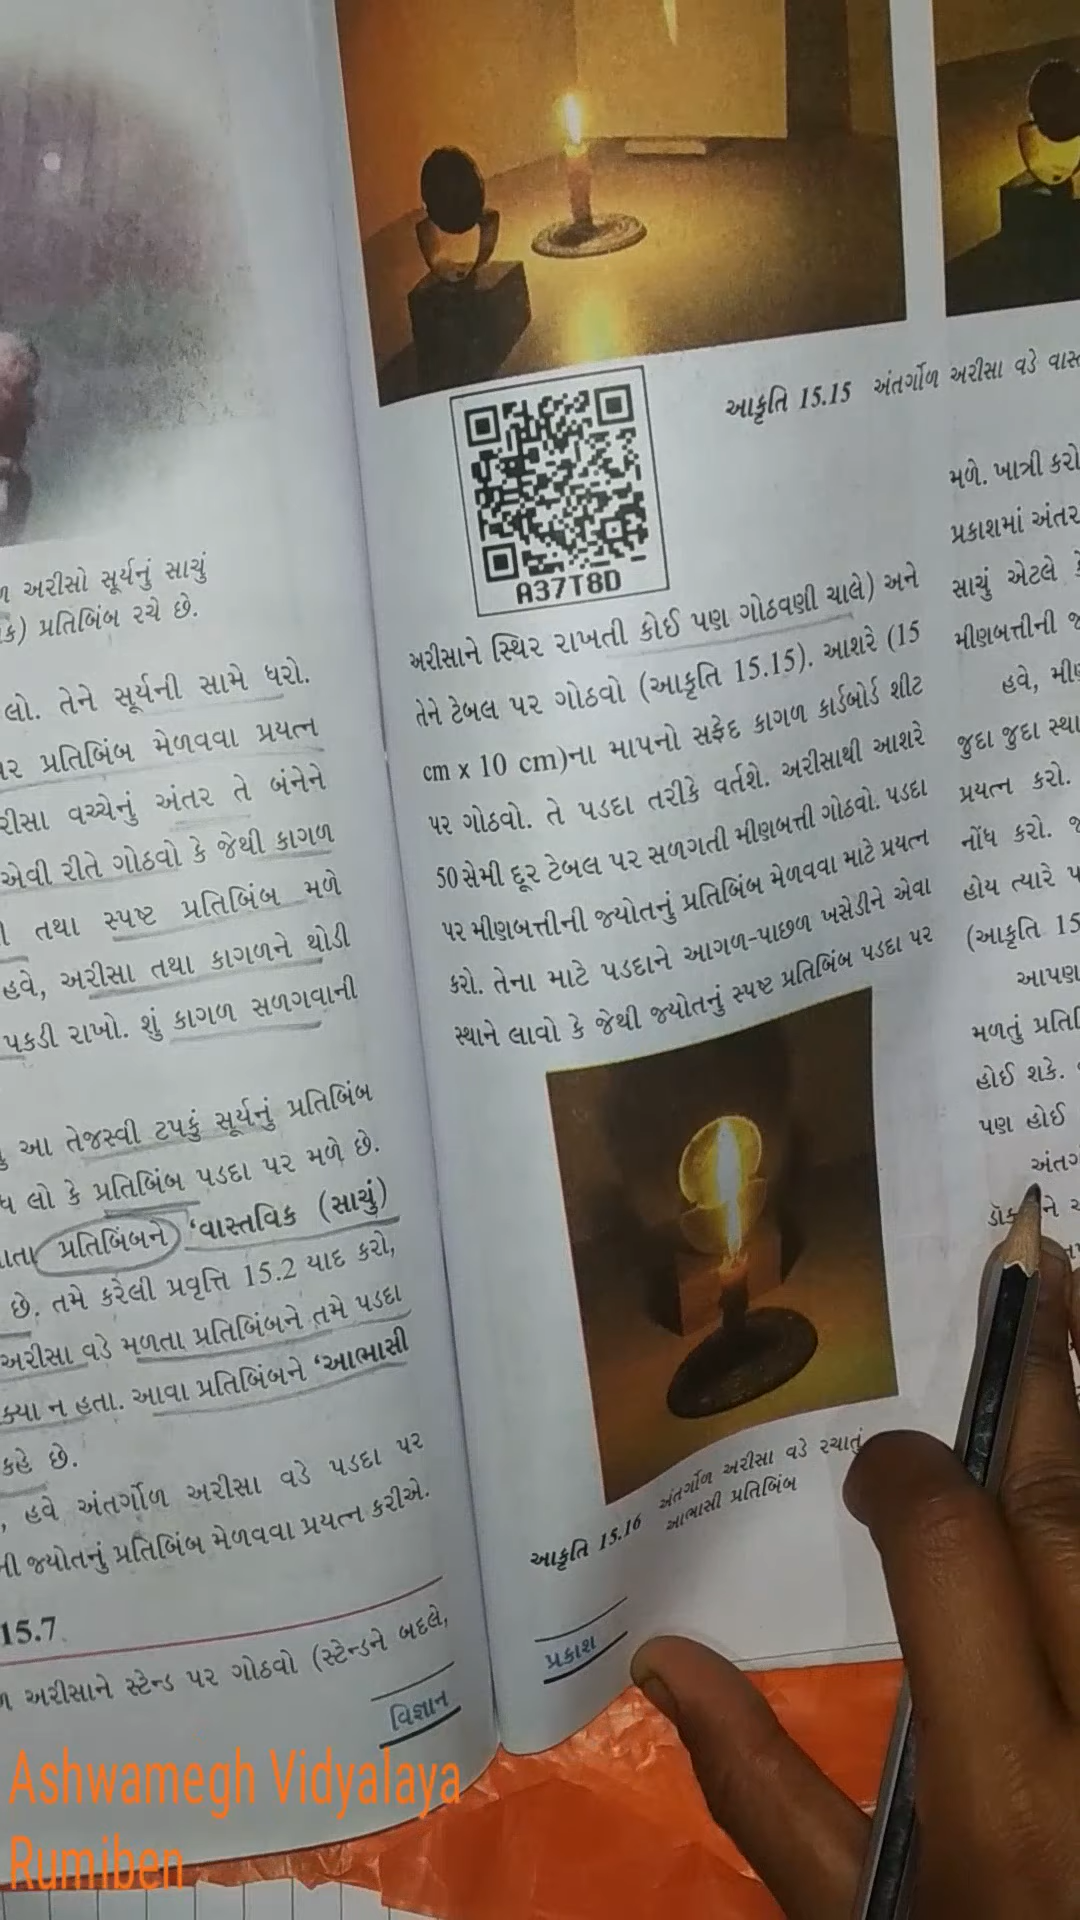 અરીસો સૂર્યનું સાચું
પ્રતિબિંબ રચે છે.
લો. તેને સૂર્યની સામે ધરો.
પ્રતિબિંબ મેળવવા પ્રયત્ન
વચ્ચેનું અંતર તે બંનેને
એવી રીતે ગોઠવો કે જેથી કાગળ
તથા સ્પષ્ટ પ્રતિબિંબ મળે
હવે, અરીસા તથા કાગળને થોડી
પકડી રાખો. શું કાગળ સળગવાની
આ તેજસ્વી ટપકું સૂર્યનું પ્રતિબિંબ
લો કે પ્રતિબિંબ પડદા પર મળે છે.
પ્રતિબિંબને 'વાસ્તવિક (સાચું)
છે. તમે કરેલી પ્રવૃત્તિ 15.2 યાદ કરો,
અરીસા વડે મળતા પ્રતિબિંબને તમે પડદા
ન હતા. આવા પ્રતિબિંબને 'આભાસી
કહે છે.
હવે અંતર્ગોળ અરીસા વડે પડદા પર
જ્યોતનું પ્રતિબિંબ મેળવવા પ્રયત્ન કરીએ.
15.7
અરીસાને સ્ટેન્ડ પર ગોઠવો (સ્ટેન્ડને બદલે,
વિજ્ઞાન
A37T8D
આકૃતિ 15.15 અંતર્ગોળ અરીસા વડે
અરીસાને સ્થિર રાખતી કોઈ પણ ગોઠવણી ચાલે) અને
તેને ટેબલ પર ગોઠવો (આકૃતિ 15.15). આશરે (15
cm x 10 cm)ના માપનો સફેદ કાગળ કાર્ડબોર્ડ શીટ
પર ગોઠવો. તે પડદા તરીકે વર્તશે. અરીસાથી આશરે
50 સેમી દૂર ટેબલ પર સળગતી મીણબત્તી ગોઠવો. પડદા
પર મીણબત્તીની જ્યોતનું પ્રતિબિંબ મેળવવા માટે પ્રયત્ન
કરો. તેના માટે પડદાને આગળ-પાછળ ખસેડીને એવા
સ્થાને લાવો કે જેથી જ્યોતનું સ્પષ્ટ પ્રતિબિંબ પડદા પર
આકૃતિ 15.16 અંતર્ગોળ અરીસા વડે રચાતું
આભાસી પ્રતિબિંબ
પ્રકાશ
મળે. ખાત્રી કરો
પ્રકાશમાં
સાચું એટલે
મીણબત્તીની
હવે,
જુદા જુદા
પ્રયત્ન કરો.
નોંધ કરો.
હોય ત્યારે
(આકૃતિ
આપણ
મળતું
હોઈ શકે.
પણ હોઈ
Ashwamegh Vidyalaya
Rumiben